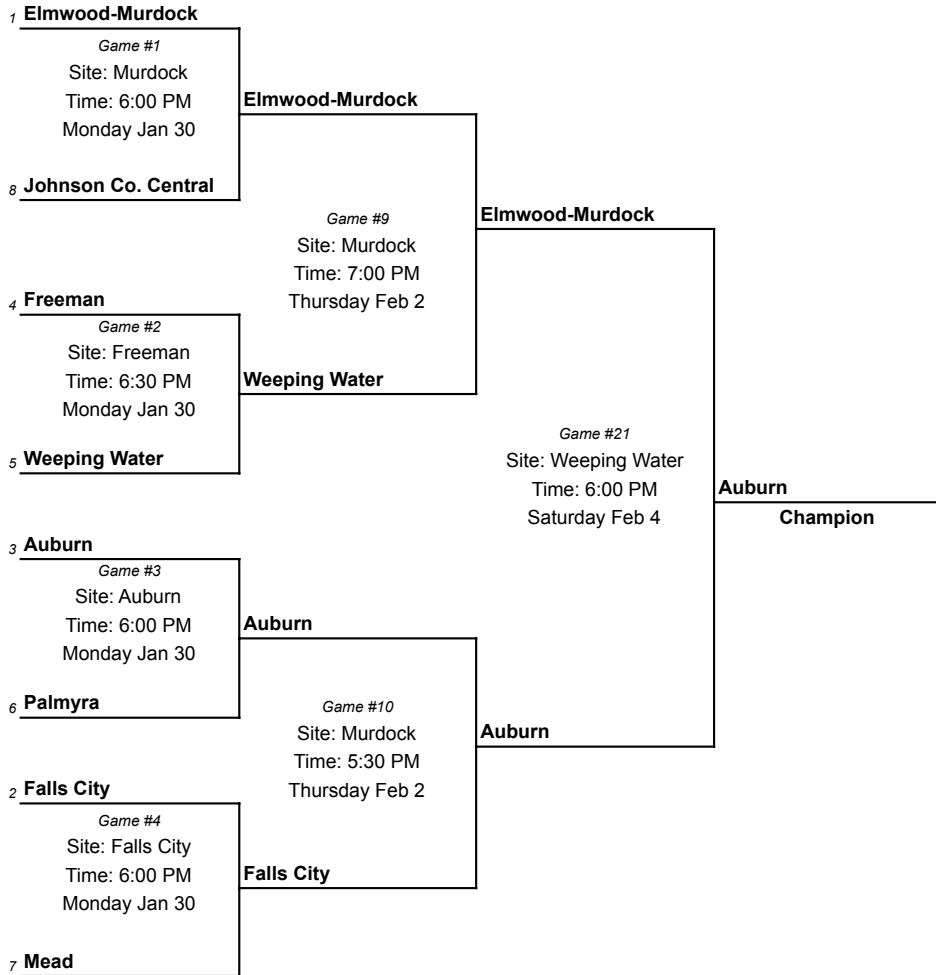 1 Elmwood-Murdock
Game #1
Site: Murdock
Time: 6:00 PM
Monday Jan 30
Elmwood-Murdock
8 Johnson Co. Central
Game #9
Site: Murdock
Time: 7:00 PM
Thursday Feb 2
Elmwood-Murdock
4 Freeman
Game #2
Site: Freeman
Time: 6:30 PM
Monday Jan 30
Weeping Water
5 Weeping Water
Game #21
Site: Weeping Water
Time: 6:00 PM
Saturday Feb 4
Auburn
Champion
3 Auburn
Game #3
Site: Auburn
Time: 6:00 PM
Monday Jan 30
Auburn
6 Palmyra
Game #10
Site: Murdock
Time: 5:30 PM
Thursday Feb 2
Auburn
2 Falls City
Game #4
Site: Falls City
Time: 6:00 PM
Monday Jan 30
Falls City
7 Mead